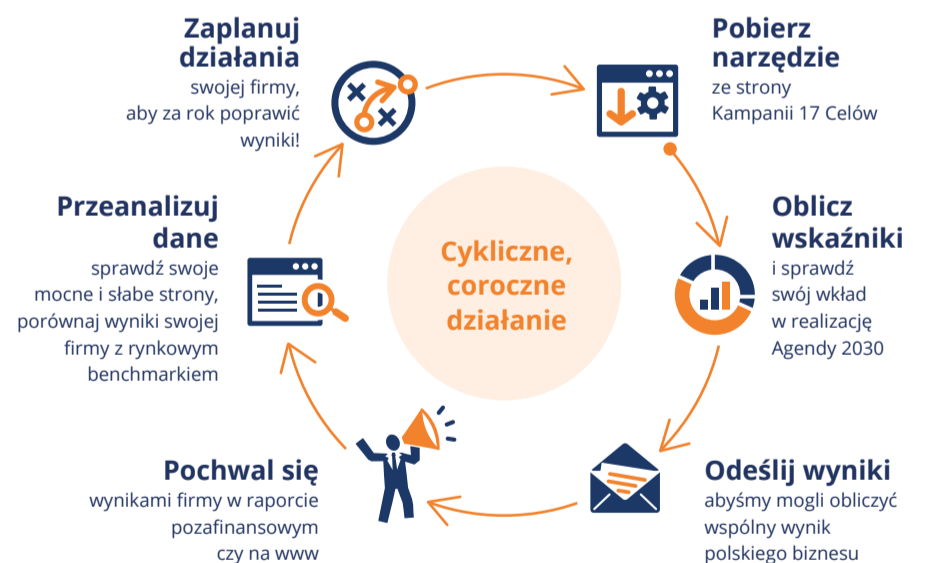 Zaplanuj
działania
swojej firmy,
aby za rok poprawić
wyniki!
Pobierz
narzędzie
ze strony
Kampanii 17 Celów
Oblicz
wskaźniki
i sprawdź
swój wkład
w realizację
Agendy 2030
Odeślij wyniki
abyśmy mogli obliczyć
wspólny wynik
polskiego biznesu
Pochwal się
wynikami firmy w raporcie
pozafinansowym
czy na www
Przeanalizuj
dane
sprawdź swoje
mocne i słabe strony,
porównaj wyniki swojej
firmy z rynkowym
benchmarkiem
Cykliczne,
coroczne
działanie